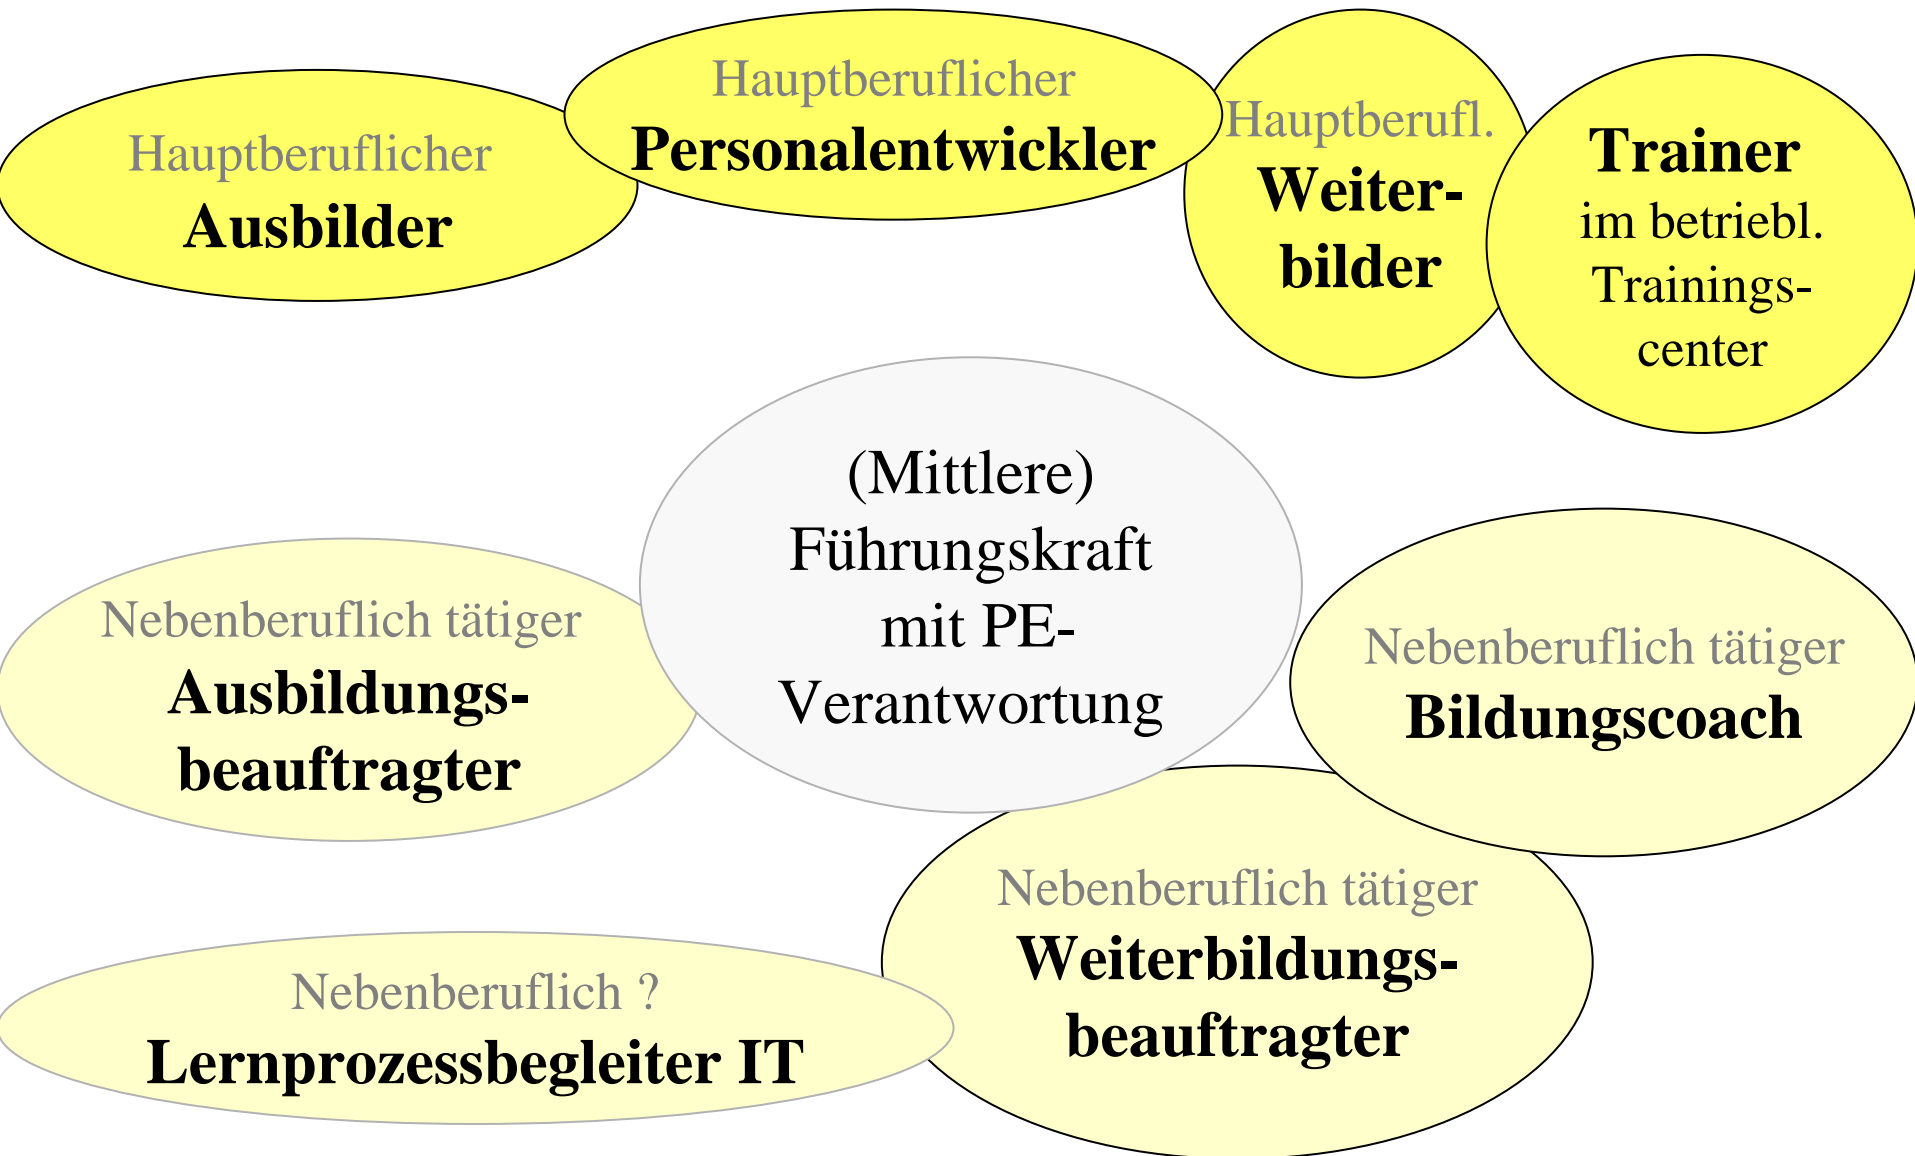 Hauptberuflicher
Ausbilder
Hauptberuflicher
Personalentwickler
Hauptberufl.
Weiter-
bilder
Trainer
im betriebl.
Trainings-
center
(Mittlere)
Führungskraft
mit PE-
Verantwortung
Nebenberuflich tätiger
Ausbildungs-
beauftragter
Nebenberuflich tätiger
Bildungscoach
Nebenberuflich tätiger
Weiterbildungs-
beauftragter
Nebenberuflich ?
Lernprozessbegleiter IT